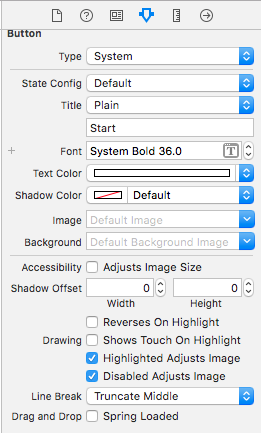 Button
Type System
State Config Default
Title Plain
Start
Font System Bold 36.0 T
Text Color
Shadow Color Default
Image Default Image
Background Default Background Image
Accessibility Adjusts Image Size
Shadow Offset 0 0
Width Height
Reverses On Highlight
Drawing Shows Touch On Highlight
Highlighted Adjusts Image
Disabled Adjusts Image
Line Break Truncate Middle
Drag and Drop Spring Loaded